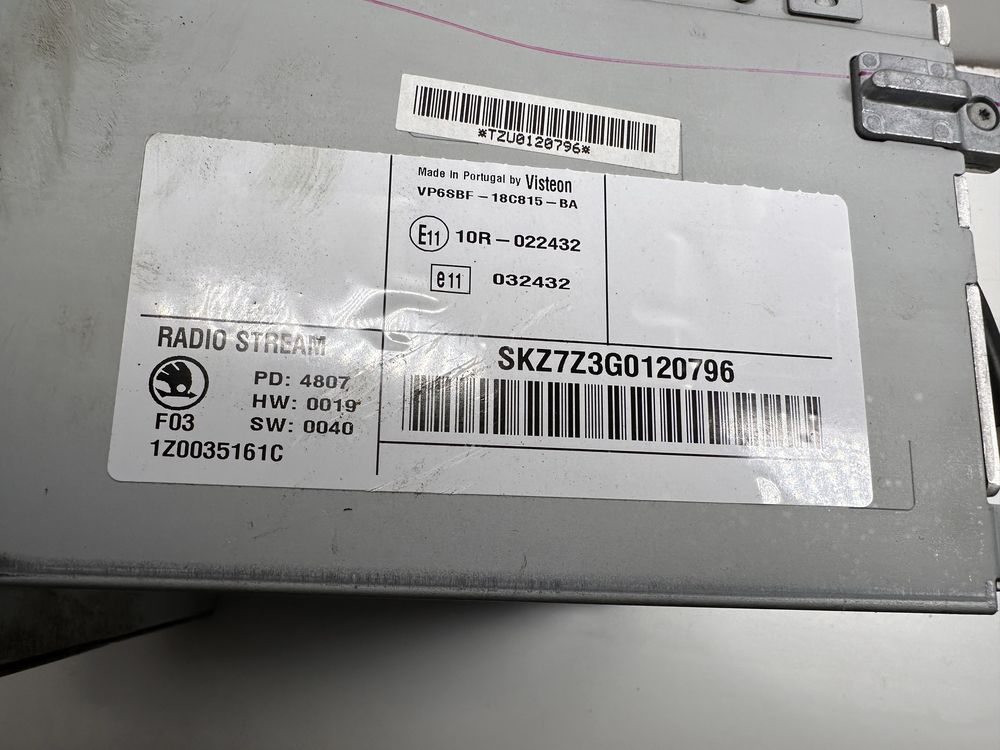 *TZU0120796*
Made in Portugal by Visteon
VP6SBF-18C815-BA
E11 10R-022432
e11 032432
RADIO STREAM
PD: 4807
HW: 0019
F03 SW: 0040
1Z0035161C
SKZ7Z3G0120796